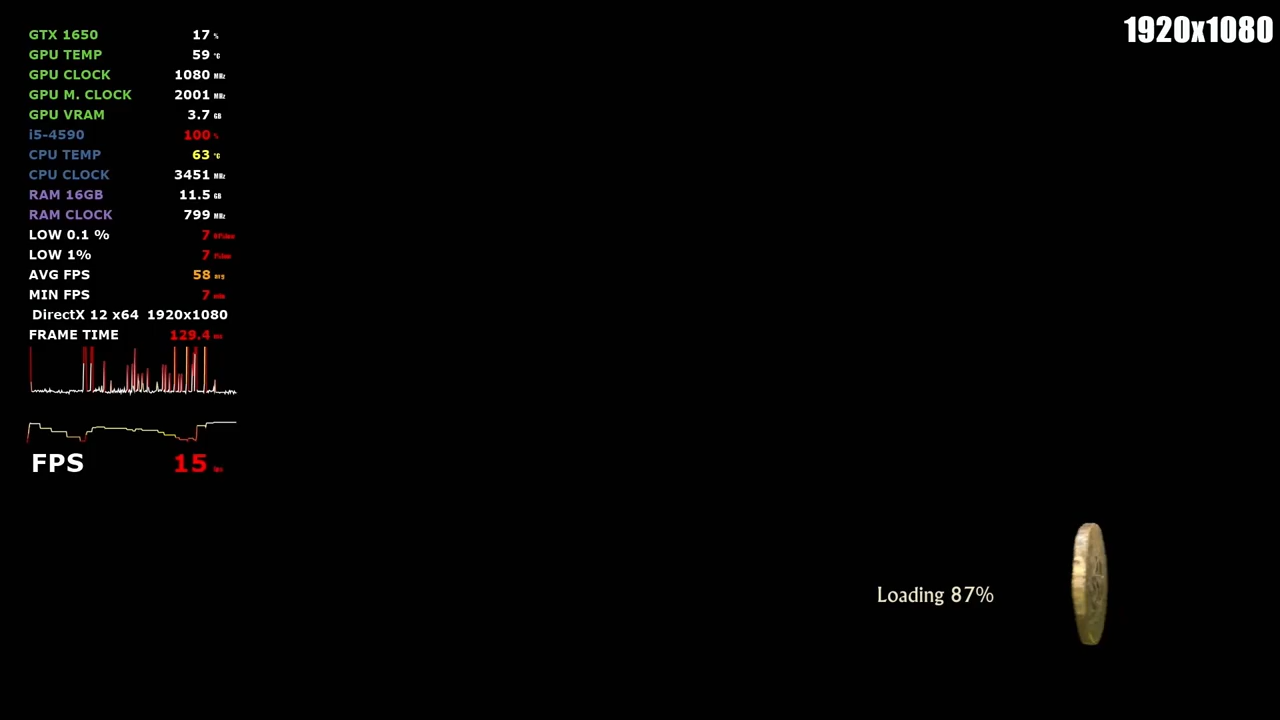 1920x1080
GTX 1650 17 %
GPU TEMP 59 °C
GPU CLOCK 1080 MHz
GPU M. CLOCK 2001 MHz
GPU VRAM 3.7 GB
i5-4590 100 %
CPU TEMP 63 °C
CPU CLOCK 3451 MHz
RAM 16GB 11.5 GB
RAM CLOCK 799 MHz
LOW 0.1 % 7
LOW 1% 7
AVG FPS 58 avg
MIN FPS 7 min
DirectX 12 x64 1920x1080
FRAME TIME 129.4 ms
FPS 15
Loading 87%